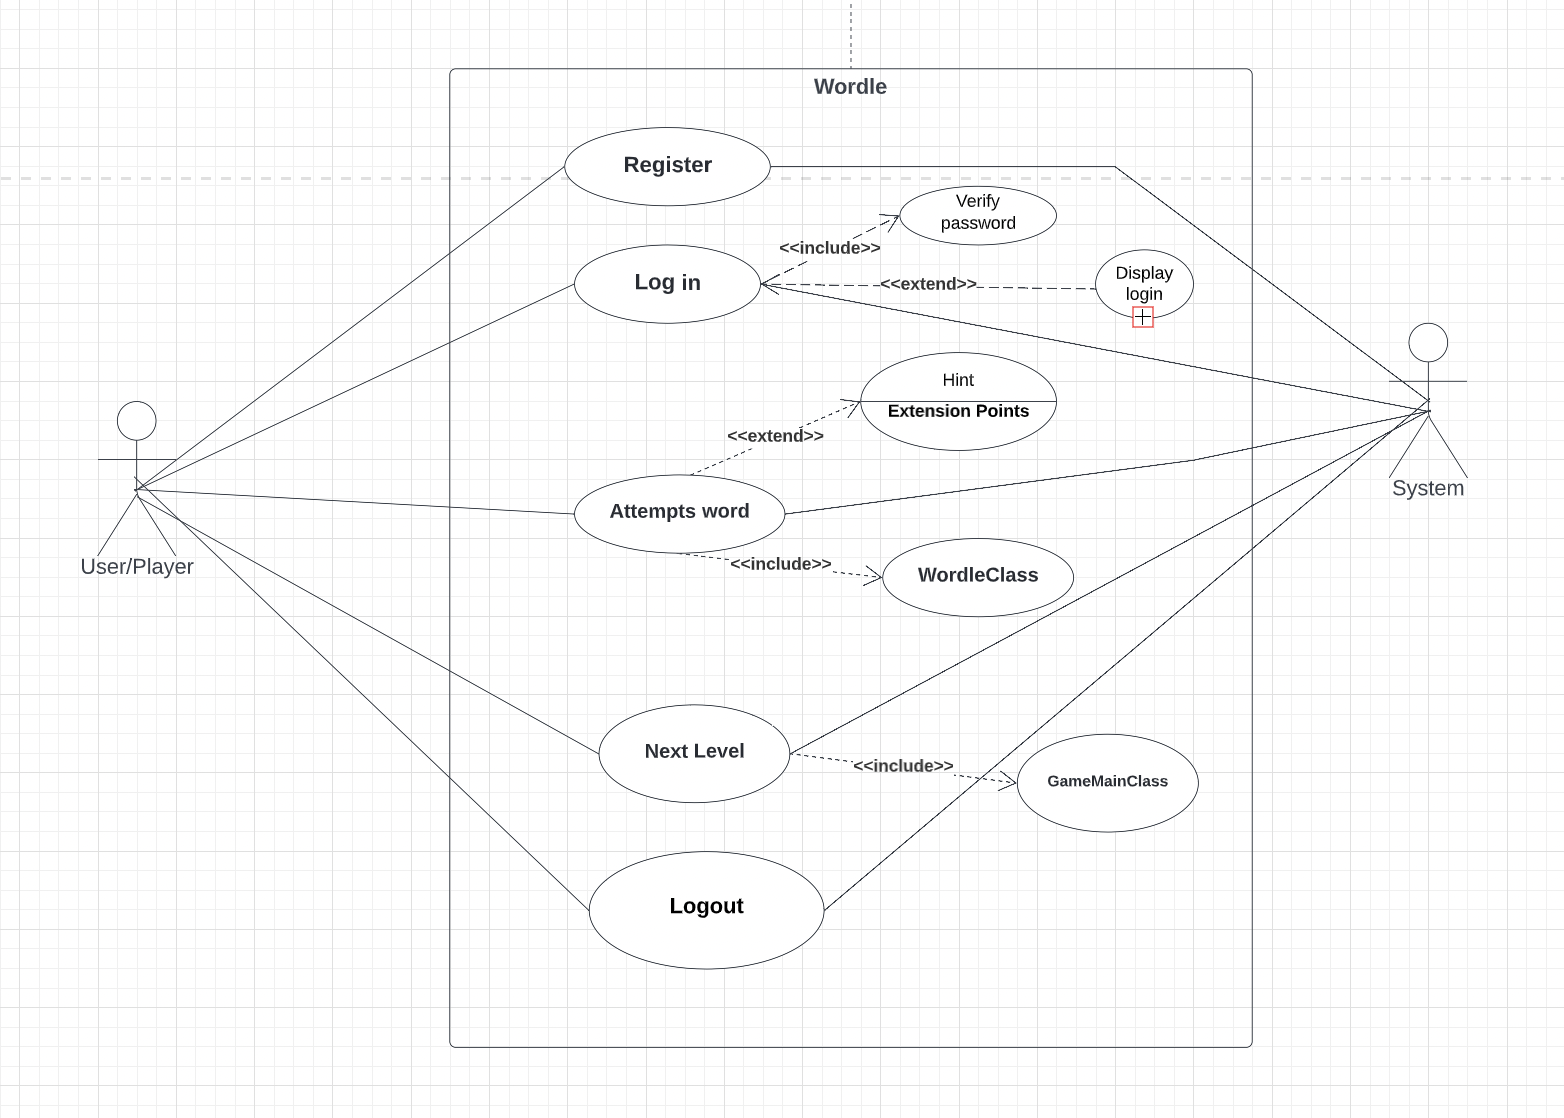 Wordle
Register
Verify
password
<<include>>
Log in
<<extend>>
Display
login
Hint
Extension Points
<<extend>>
System
Attempts word
User/Player
<<include>>
WordleClass
Next Level
<<include>>
GameMainClass
Logout